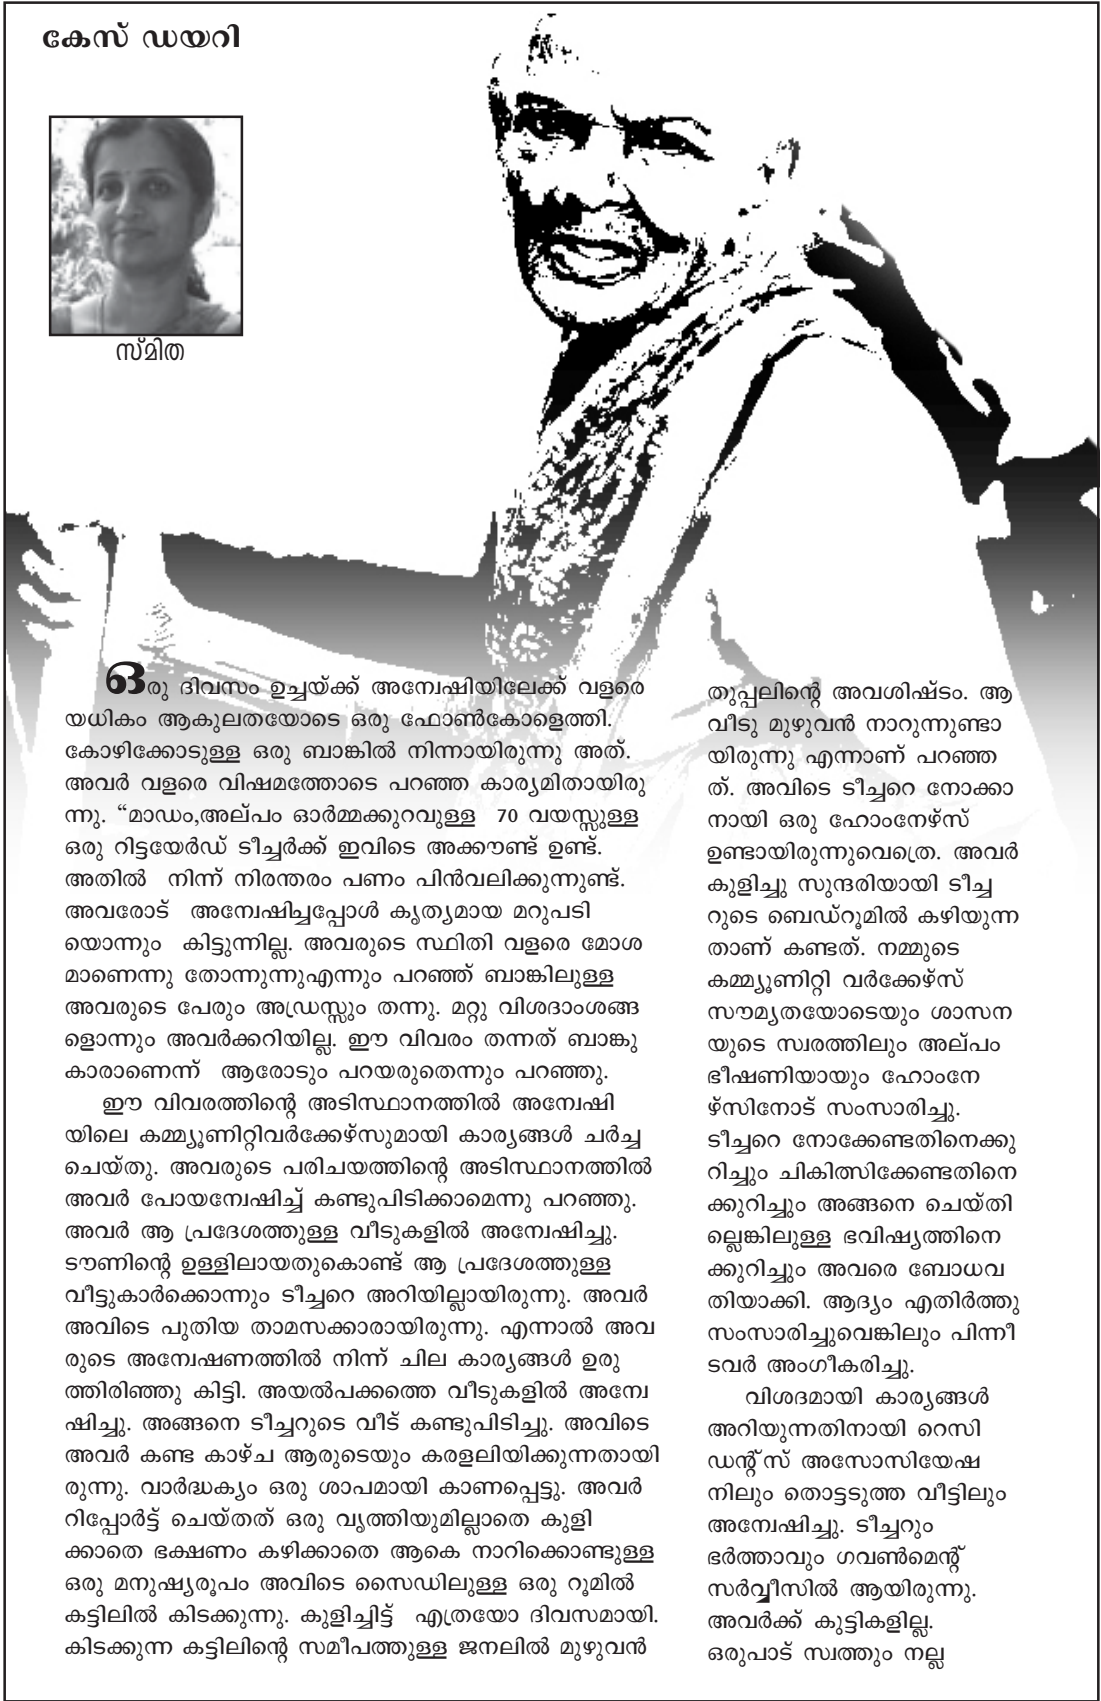 കേസ് ഡയറി
സ്മിത
ഒരു ദിവസം ഉച്ചയ്ക്ക് അന്വേഷിയിലേക്ക് വളരെ
യധികം ആകുലതയോടെ ഒരു ഫോൺകോളെത്തി.
കോഴിക്കോടുള്ള ഒരു ബാങ്കിൽ നിന്നായിരുന്നു അത്.
അവർ വളരെ വിഷമത്തോടെ പറഞ്ഞ കാര്യമിതായിരു
ന്നു. “മാഡം,അല്പം ഓർമ്മക്കുറവുള്ള 70 വയസ്സുള്ള
ഒരു റിട്ടയേർഡ് ടീച്ചർക്ക് ഇവിടെ അക്കൗണ്ട് ഉണ്ട്.
അതിൽ നിന്ന് നിരന്തരം പണം പിൻവലിക്കുന്നുണ്ട്.
അവരോട് അന്വേഷിച്ചപ്പോൾ കൃത്യമായ മറുപടി
യൊന്നും കിട്ടുന്നില്ല. അവരുടെ സ്ഥിതി വളരെ മോശ
മാണെന്നു തോന്നുന്നുഎന്നും പറഞ്ഞ് ബാങ്കിലുള്ള
അവരുടെ പേരും അഡ്രസ്സും തന്നു. മറ്റു വിശദാംശങ്ങ
ളൊന്നും അവർക്കറിയില്ല. ഈ വിവരം തന്നത് ബാങ്കു
കാരാണെന്ന് ആരോടും പറയരുതെന്നും പറഞ്ഞു.
ഈ വിവരത്തിന്റെ അടിസ്ഥാനത്തിൽ അന്വേഷി
യിലെ കമ്മ്യൂണിറ്റിവർക്കേഴ്സുമായി കാര്യങ്ങൾ ചർച്ച
ചെയ്തു. അവരുടെ പരിചയത്തിന്റെ അടിസ്ഥാനത്തിൽ
അവർ പോയന്വേഷിച്ച് കണ്ടുപിടിക്കാമെന്നു പറഞ്ഞു.
അവർ ആ പ്രദേശത്തുള്ള വീടുകളിൽ അന്വേഷിച്ചു.
ടൗണിന്റെ ഉള്ളിലായതുകൊണ്ട് ആ പ്രദേശത്തുള്ള
വീട്ടുകാർക്കൊന്നും ടീച്ചറെ അറിയില്ലായിരുന്നു. അവർ
അവിടെ പുതിയ താമസക്കാരായിരുന്നു. എന്നാൽ അവ
രുടെ അന്വേഷണത്തിൽ നിന്ന് ചില കാര്യങ്ങൾ ഉരു
ത്തിരിഞ്ഞു കിട്ടി. അയൽപക്കത്തെ വീടുകളിൽ അന്വേ
ഷിച്ചു. അങ്ങനെ ടീച്ചറുടെ വീട് കണ്ടുപിടിച്ചു. അവിടെ
അവർ കണ്ട കാഴ്ച ആരുടെയും കരളലിയിക്കുന്നതായി
രുന്നു. വാർദ്ധക്യം ഒരു ശാപമായി കാണപ്പെട്ടു. അവർ
റിപ്പോർട്ട് ചെയ്തത് ഒരു വൃത്തിയുമില്ലാതെ കുളി
ക്കാതെ ഭക്ഷണം കഴിക്കാതെ ആകെ നാറിക്കൊണ്ടുള്ള
ഒരു മനുഷ്യരൂപം അവിടെ സൈഡിലുള്ള ഒരു റൂമിൽ
കട്ടിലിൽ കിടക്കുന്നു. കുളിച്ചിട്ട് എത്രയോ ദിവസമായി.
കിടക്കുന്ന കട്ടിലിന്റെ സമീപത്തുള്ള ജനലിൽ മുഴുവൻ
തുപ്പലിന്റെ അവശിഷ്ടം. ആ
വീടു മുഴുവൻ നാറുന്നുണ്ടാ
യിരുന്നു എന്നാണ് പറഞ്ഞ
ത്. അവിടെ ടീച്ചറെ നോക്കാ
നായി ഒരു ഹോംനേഴ്സ്
ഉണ്ടായിരുന്നുവെത്രെ. അവർ
കുളിച്ചു സുന്ദരിയായി ടീച്ച
റുടെ ബെഡ്റൂമിൽ കഴിയുന്ന
താണ് കണ്ടത്. നമ്മുടെ
കമ്മ്യൂണിറ്റി വർക്കേഴ്സ്
സൗമ്യതയോടെയും ശാസന
യുടെ സ്വരത്തിലും അല്പം
ഭീഷണിയായും ഹോംനേ
ഴ്സിനോട് സംസാരിച്ചു.
ടീച്ചറെ നോക്കേണ്ടതിനെക്കു
റിച്ചും ചികിത്സിക്കേണ്ടതിനെ
ക്കുറിച്ചും അങ്ങനെ ചെയ്തി
ല്ലെങ്കിലുള്ള ഭവിഷ്യത്തിനെ
ക്കുറിച്ചും അവരെ ബോധവ
തിയാക്കി. ആദ്യം എതിർത്തു
സംസാരിച്ചുവെങ്കിലും പിന്നീ
ടവർ അംഗീകരിച്ചു.
വിശദമായി കാര്യങ്ങൾ
അറിയുന്നതിനായി റെസി
ഡന്റ്സ് അസോസിയേഷ
നിലും തൊട്ടടുത്ത വീട്ടിലും
അന്വേഷിച്ചു. ടീച്ചറും
ഭർത്താവും ഗവൺമെന്റ്
സർവ്വീസിൽ ആയിരുന്നു.
അവർക്ക് കുട്ടികളില്ല.
ഒരുപാട് സ്വത്തും നല്ല